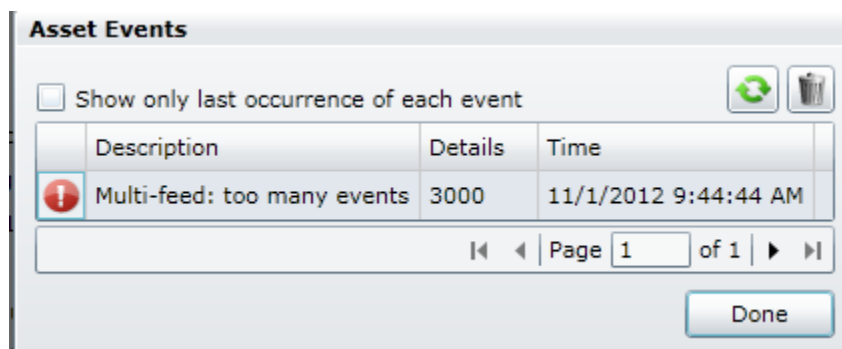 Asset Events
Show only last occurrence of each event
Description Details Time
Multi-feed: too many events 3000 11/1/2012 9:44:44 AM
Page 1 of 1
Done